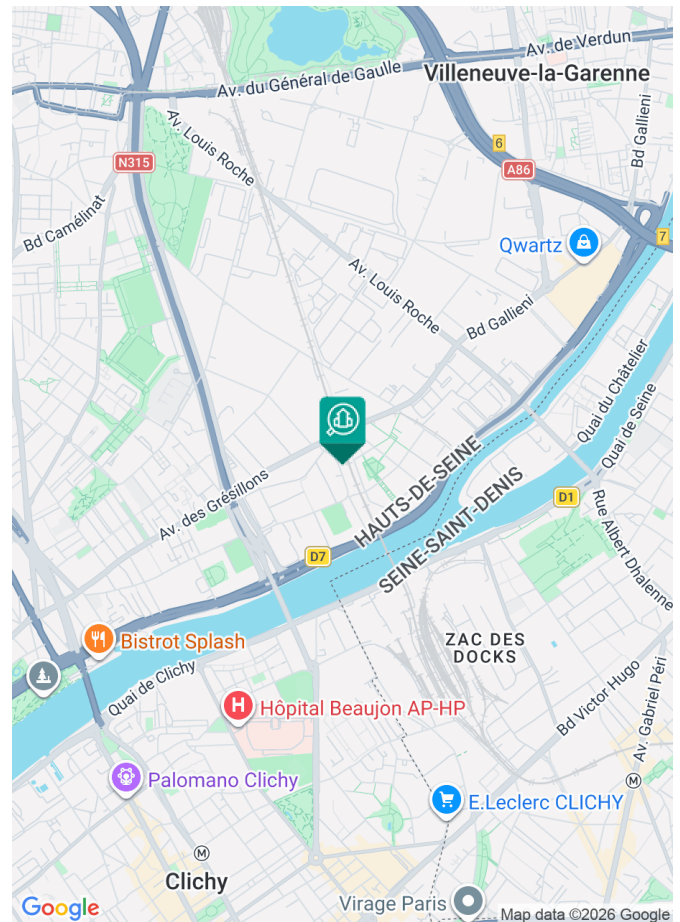 Av. de Verdun
Villeneuve-la-Garenne
Av. du Général de Gaulle
Bd Gallieni
6
Av. Louis Roche
N315
A86
Bd Camélinat
7
Qwartz
Av. Louis Roche
Bd Gallieni
Quai du Châtelier
Quai de Seine
HAUTS-DE-SEINE
Av. des Grésillons
D1
SEINE-SAINT-DENIS
Rue Albert Dhalenne
D7
Bistrot Splash
ZAC DES
DOCKS
Quai de Clichy
Bd Victor Hugo
Av. Gabriel Péri
H
Hôpital Beaujon AP-HP
Palomano Clichy
M
E.Leclerc CLICHY
M
Clichy
Virage Paris
Google
Map data ©2026 Google